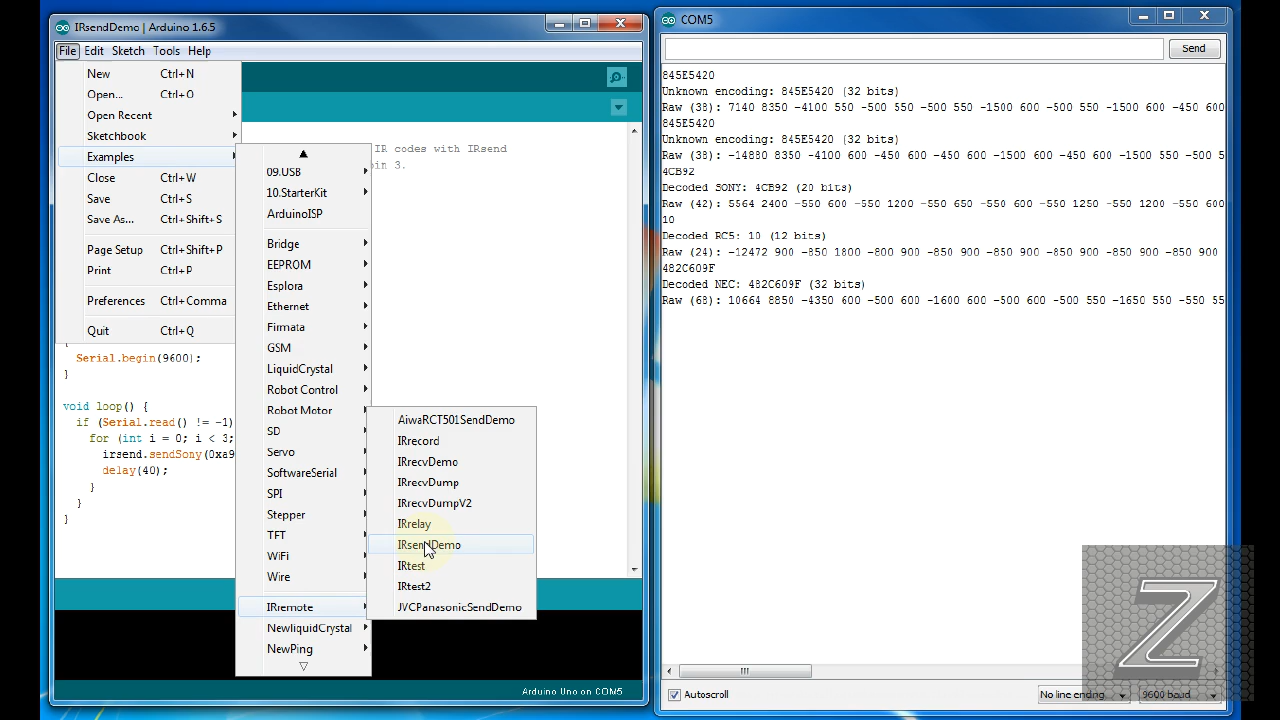 IRsendDemo | Arduino 1.6.5
File Edit Sketch Tools Help
New Ctrl+N
Open... Ctrl+O
Open Recent
Sketchbook
Examples
Close Ctrl+W
Save Ctrl+S
Save As... Ctrl+Shift+S
Page Setup Ctrl+Shift+P
Print Ctrl+P
Preferences Ctrl+Comma
Quit Ctrl+Q
09.USB
10.StarterKit
ArduinoISP
Bridge
EEPROM
Esplora
Ethernet
Firmata
GSM
LiquidCrystal
Robot Control
Robot Motor
SD
Servo
SoftwareSerial
SPI
Stepper
TFT
WiFi
Wire
IRremote
NewliquidCrystal
NewPing
AiwaRCT501SendDemo
IRrecord
IRrecvDemo
IRrecvDump
IRrecvDumpV2
IRrelay
IRsendDemo
IRtest
IRtest2
JVCPanasonicSendDemo
IR codes with IRsend
in 3.
{
Serial.begin(9600);
}
void loop() {
if (Serial.read() != -1)
for (int i = 0; i < 3;
irsend.sendSony(0xa9
delay(40);
}
}
}
Arduino Uno on COM5
COM5
Send
845E5420
Unknown encoding: 845E5420 (32 bits)
Raw (38): 7140 8350 -4100 550 -500 550 -500 550 -1500 600 -500 550 -1500 600 -450 600
845E5420
Unknown encoding: 845E5420 (32 bits)
Raw (38): -14880 8350 -4100 600 -450 600 -450 600 -1500 600 -450 600 -1500 550 -500 55
4CB92
Decoded SONY: 4CB92 (20 bits)
Raw (42): 5564 2400 -550 600 -550 1200 -550 650 -550 600 -550 1250 -550 1200 -550 600
10
Decoded RC5: 10 (12 bits)
Raw (24): -12472 900 -850 1800 -800 900 -850 900 -850 900 -850 900 -850 900 -850 900
482C609F
Decoded NEC: 482C609F (32 bits)
Raw (68): 10664 8850 -4350 600 -500 600 -1600 600 -500 600 -500 550 -1650 550 -550 55
Autoscroll
No line ending
9600 baud
Z